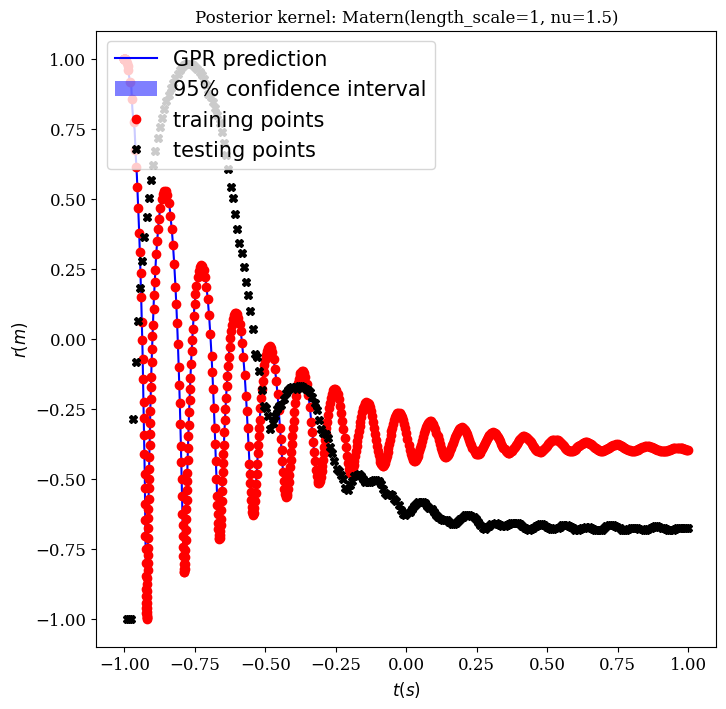 Posterior kernel: Matern(length_scale=1, nu=1.5)
GPR prediction
95% confidence interval
training points
testing points
1.00
0.75
0.50
0.25
0.00
−0.25
−0.50
−0.75
−1.00
r(m)
−1.00 −0.75 −0.50 −0.25 0.00 0.25 0.50 0.75 1.00
t(s)